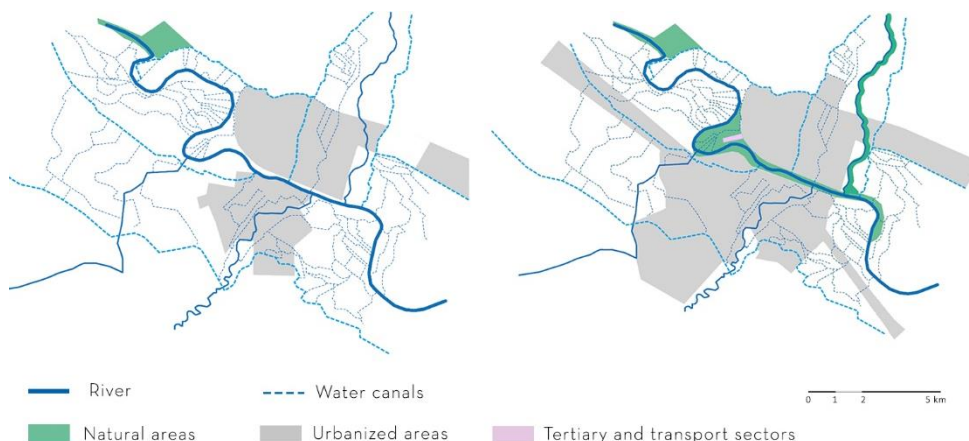 River
Water canals
0 1 2 5 km
Natural areas
Urbanized areas
Tertiary and transport sectors